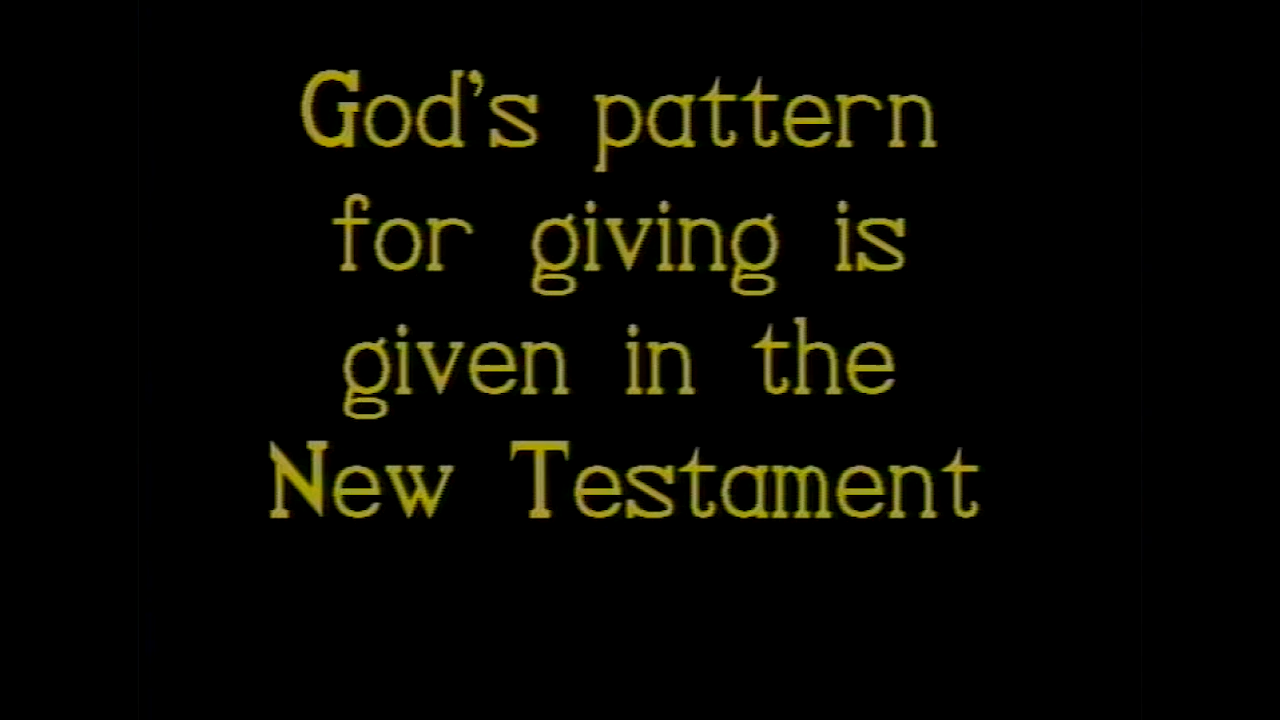 God's pattern
for giving is
given in the
New Testament